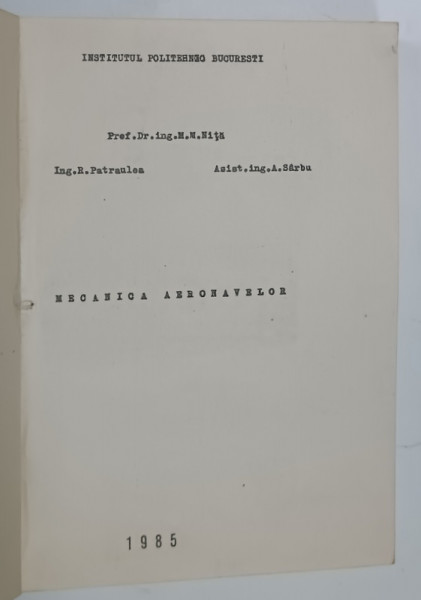 INSTITUTUL POLITEHNIC BUCURESTI
Prof.Dr.ing.M.M.Niţă
Ing.R.Patraulea Asist.ing.A.Sârbu
MECANICA AERONAVELOR
1985